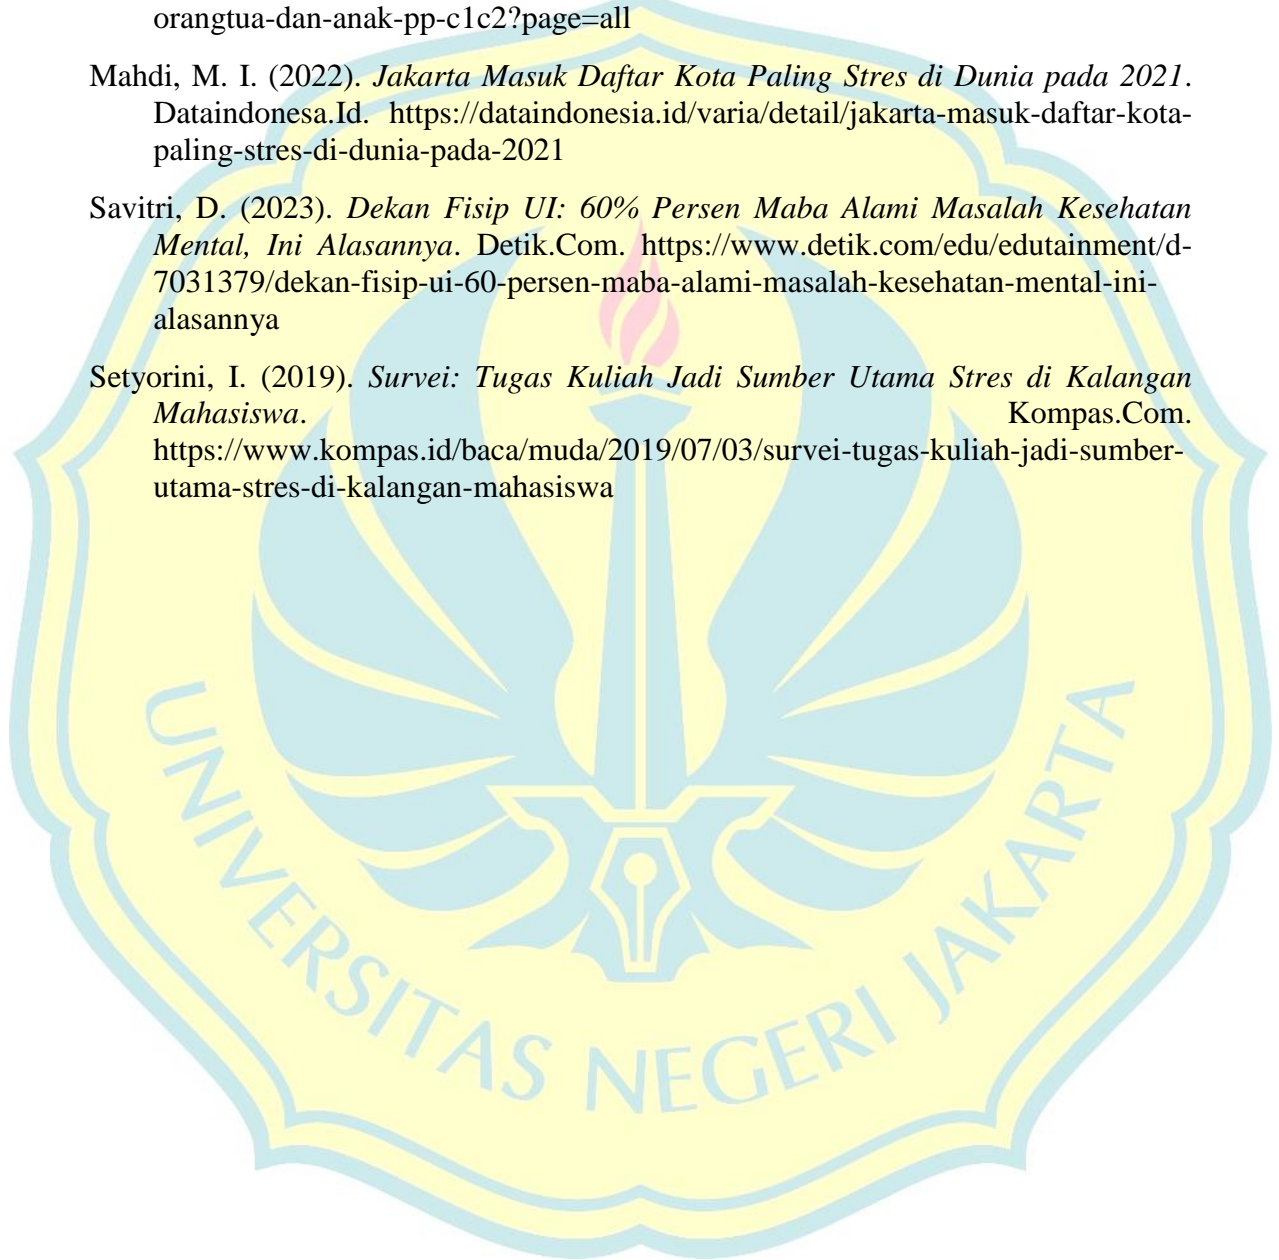 orangtua-dan-anak-pp-c1c2?page=all
Mahdi, M. I. (2022). Jakarta Masuk Daftar Kota Paling Stres di Dunia pada 2021.
Dataindonesa.Id. https://dataindonesia.id/varia/detail/jakarta-masuk-daftar-kota-
paling-stres-di-dunia-pada-2021
Savitri, D. (2023). Dekan Fisip UI: 60% Persen Maba Alami Masalah Kesehatan
Mental, Ini Alasannya. Detik.Com. https://www.detik.com/edu/edutainment/d-
7031379/dekan-fisip-ui-60-persen-maba-alami-masalah-kesehatan-mental-ini-
alasannya
Setyorini, I. (2019). Survei: Tugas Kuliah Jadi Sumber Utama Stres di Kalangan
Mahasiswa. Kompas.Com.
https://www.kompas.id/baca/muda/2019/07/03/survei-tugas-kuliah-jadi-sumber-
utama-stres-di-kalangan-mahasiswa
UNIVERSITAS NEGERI JAKARTA